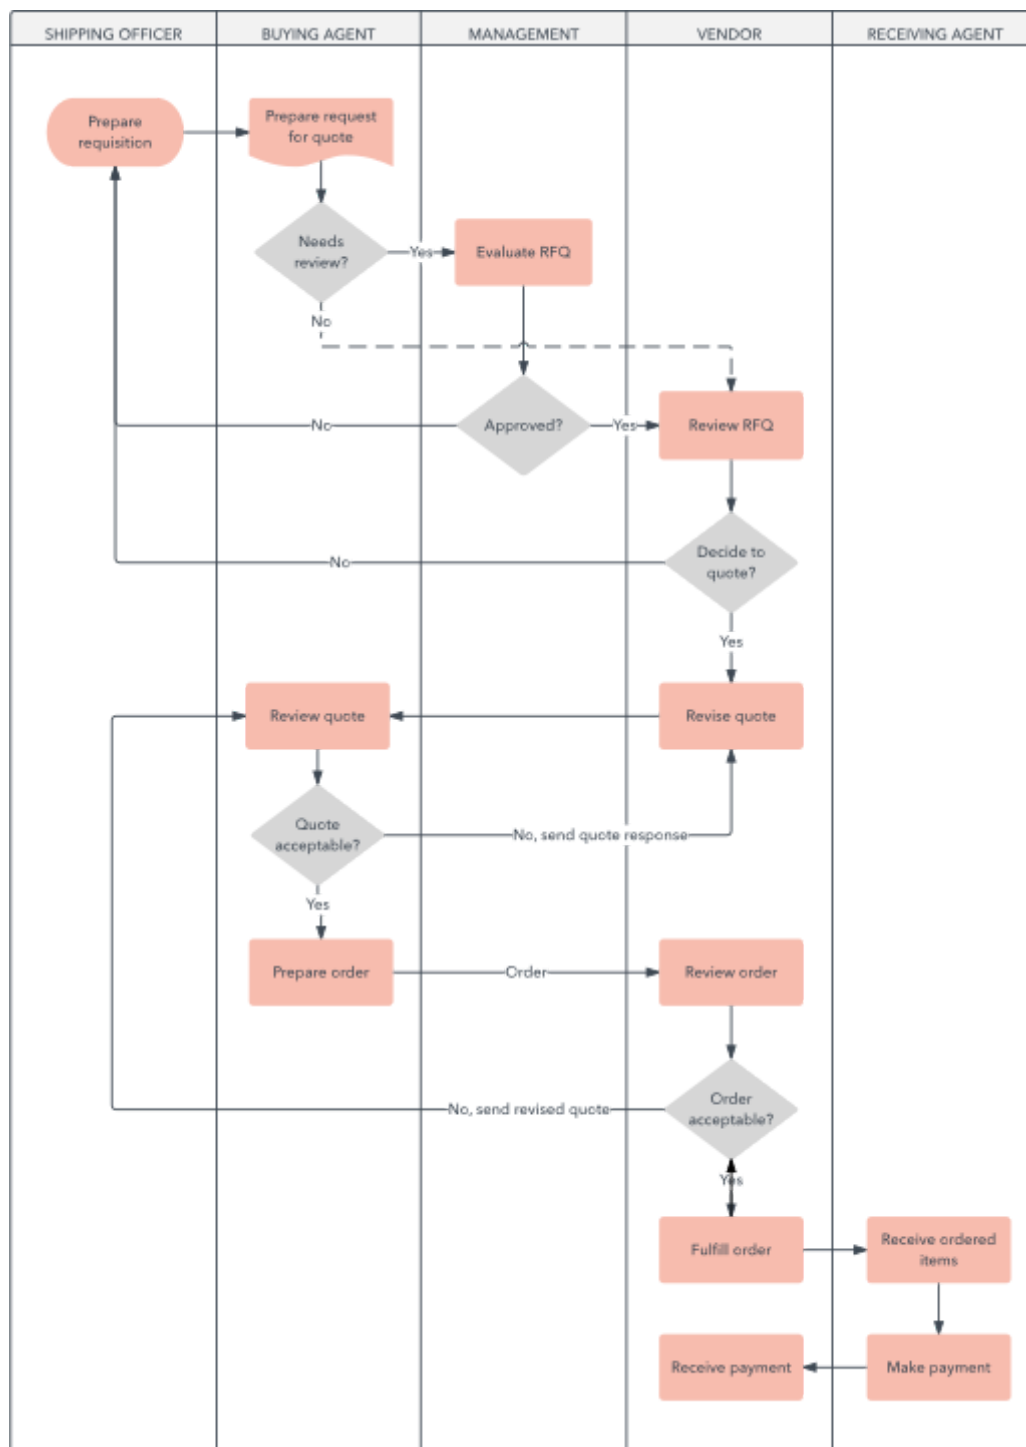 SHIPPING OFFICER
BUYING AGENT
MANAGEMENT
VENDOR
RECEIVING AGENT
Prepare
requisition
Prepare request
for quote
Needs
review?
Yes
Evaluate RFQ
No
No
Approved?
Yes
Review RFQ
No
Decide to
quote?
Yes
Review quote
Revise quote
Quote
acceptable?
No, send quote response
Yes
Prepare order
Order
Review order
No, send revised quote
Order
acceptable?
Yes
Fulfill order
Receive ordered
items
Receive payment
Make payment